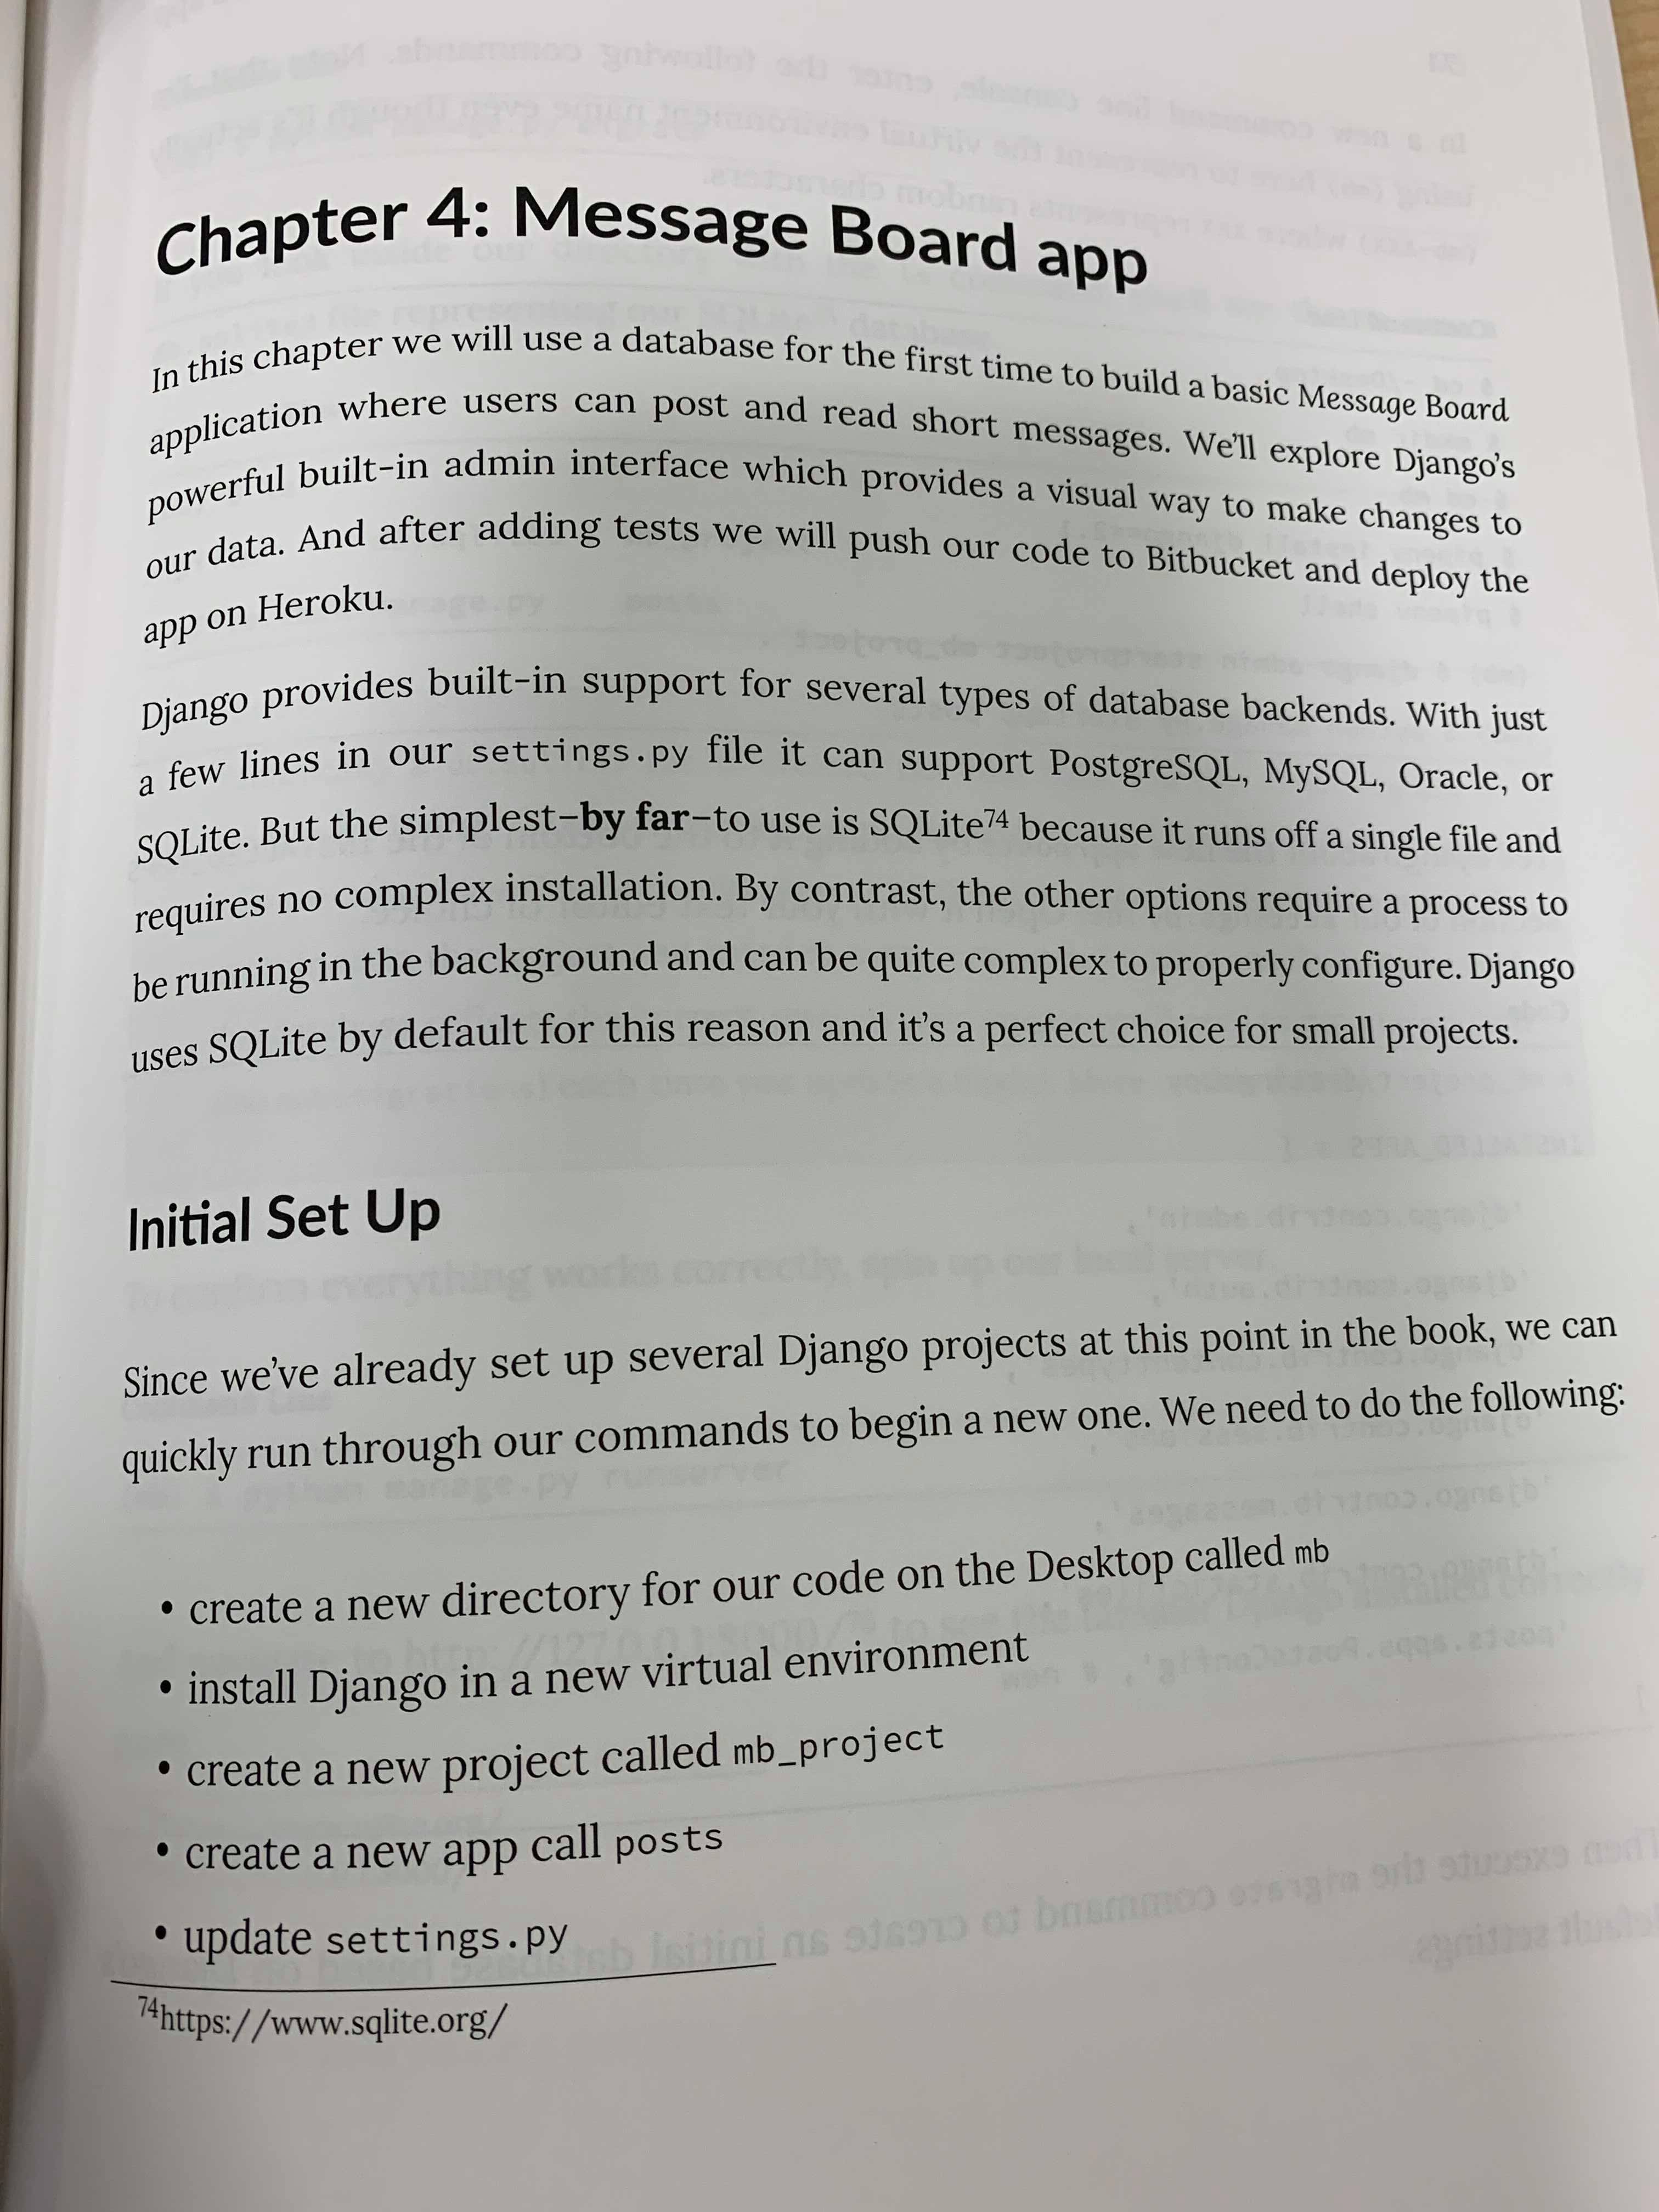 Chapter 4: Message Board app
In this chapter we will use a database for the first time to build a basic Message Board
application where users can post and read short messages. We'll explore Django's
powerful built-in admin interface which provides a visual way to make changes to
our data. And after adding tests we will push our code to Bitbucket and deploy the
app on Heroku.
Django provides built-in support for several types of database backends. With just
a few lines in our settings.py file it can support PostgreSQL, MySQL, Oracle, or
SQLite. But the simplest–by far–to use is SQLite⁷⁴ because it runs off a single file and
requires no complex installation. By contrast, the other options require a process to
be running in the background and can be quite complex to properly configure. Django
uses SQLite by default for this reason and it's a perfect choice for small projects.
Initial Set Up
Since we've already set up several Django projects at this point in the book, we can
quickly run through our commands to begin a new one. We need to do the following:
• create a new directory for our code on the Desktop called mb
• install Django in a new virtual environment
• create a new project called mb_project
• create a new app call posts
• update settings.py
⁷⁴https://www.sqlite.org/